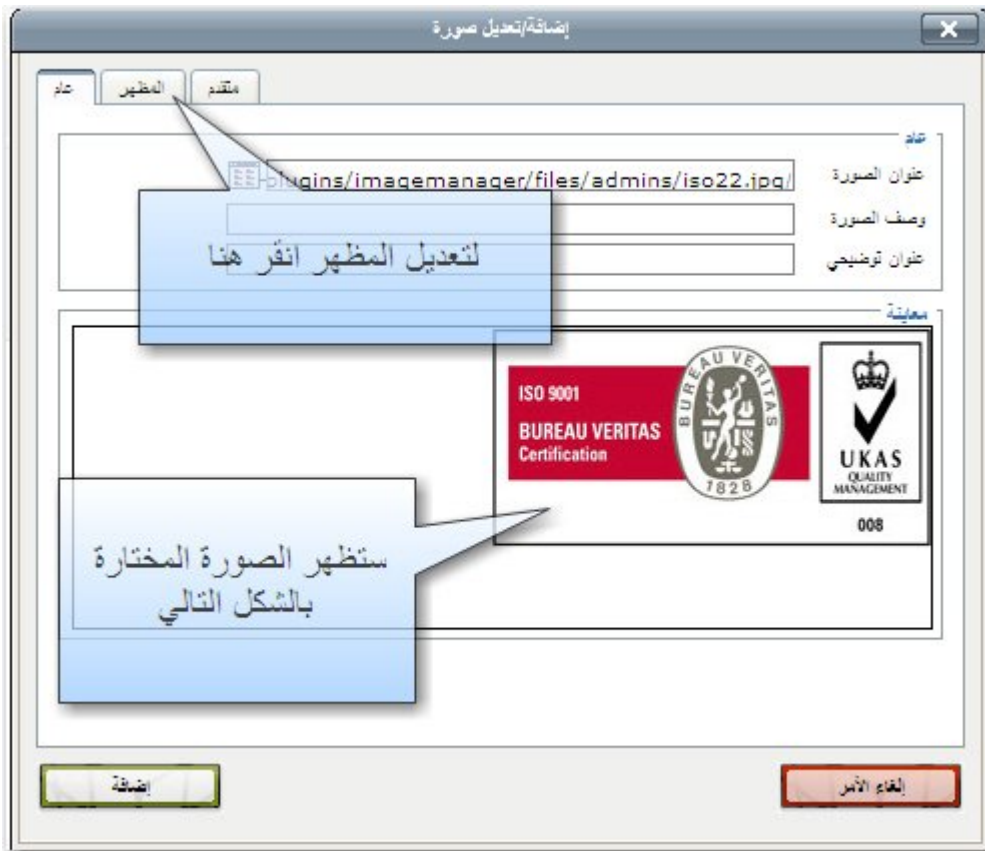 إضافة/تعديل صورة
عام
المظهر
متقدم
عام
عنوان الصورة
plugins/imagemanager/files/admins/iso22.jpg/
وصف الصورة
عنوان توضيحي
لتعديل المظهر انقر هنا
معاينة
ISO 9001
BUREAU VERITAS
Certification
BUREAU VERITAS
1828
UKAS
QUALITY
MANAGEMENT
008
ستظهر الصورة المختارة
بالشكل التالي
إلغاء الأمر
إضافة